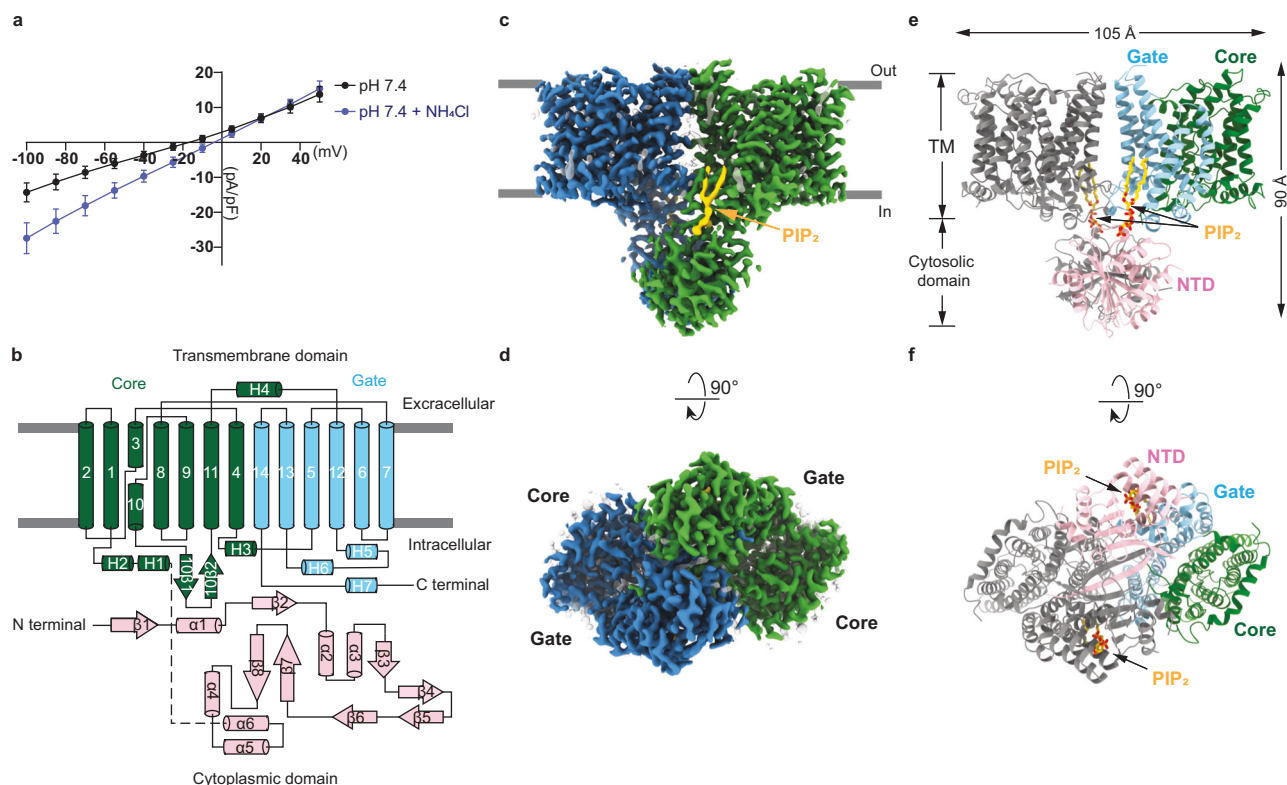 a
20
pH 7.4
pH 7.4 + NH₄Cl
10
-100 -80 -60 -40 -20 20 40 (mV)
-10
-20
-30
(pA/pF)
b
Transmembrane domain
Core
Gate
H4
Excracellular
2 1 3 8 9 11 4 14 13 5 12 6 7
10
Intracellular
H3
H5
H6
H2 H1
H7
C terminal
10β1 10β2
N terminal
β1
α1
β2
β8
β7
α2
α3
β3
α4
β4
β6
β5
α6
α5
Cytoplasmic domain
c
Out
In
PIP₂
d
90°
Core
Gate
Gate
Core
e
105 Å
Gate
Core
TM
90 Å
PIP₂
Cytosolic
domain
NTD
f
90°
NTD
PIP₂
Gate
Core
PIP₂